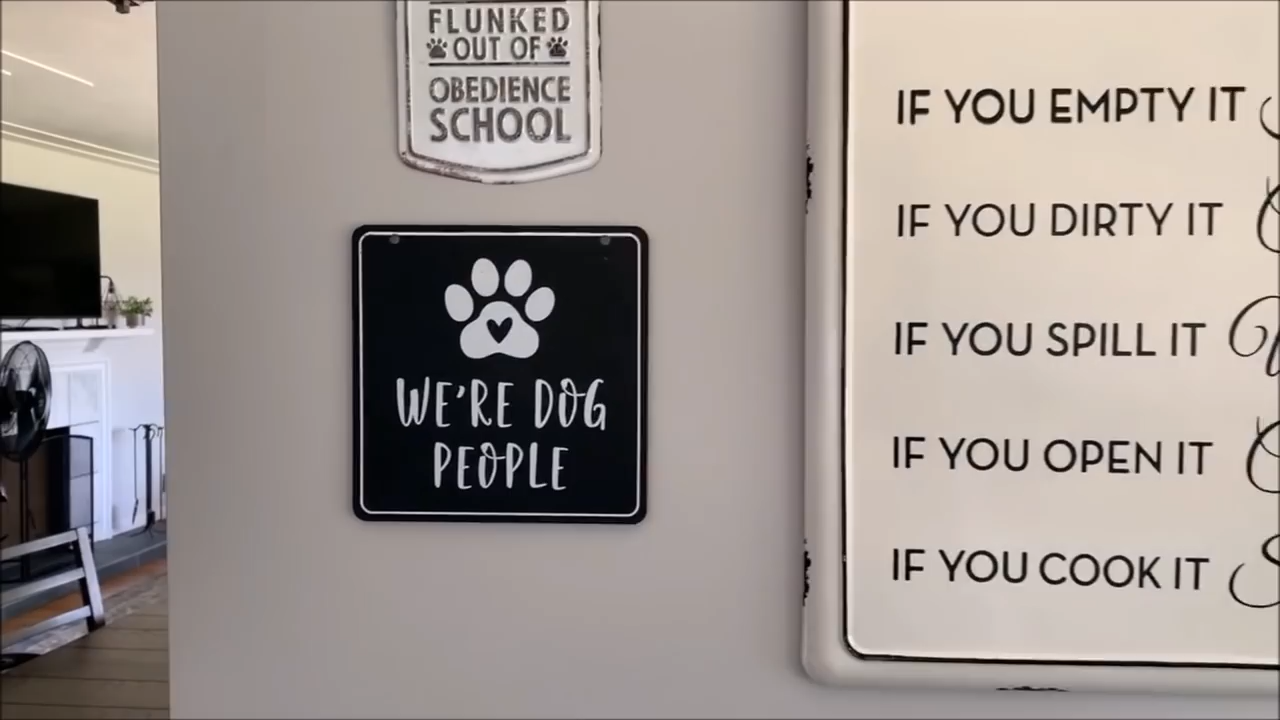 FLUNKED
OUT OF
OBEDIENCE
SCHOOL
WE'RE DOG
PEOPLE
IF YOU EMPTY IT
IF YOU DIRTY IT
IF YOU SPILL IT
IF YOU OPEN IT
IF YOU COOK IT